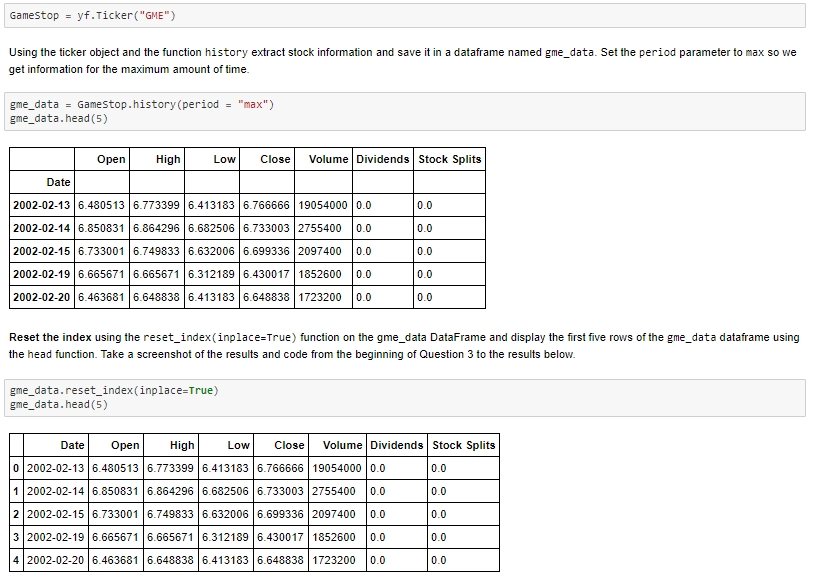 GameStop = yf.Ticker("GME")
Using the ticker object and the function history extract stock information and save it in a dataframe named gme_data. Set the period parameter to max so we
get information for the maximum amount of time.
gme_data = GameStop.history(period = "max")
gme_data.head(5)
Open High Low Close Volume Dividends Stock Splits
Date
2002-02-13 6.480513 6.773399 6.413183 6.766666 19054000 0.0 0.0
2002-02-14 6.850831 6.864296 6.682506 6.733003 2755400 0.0 0.0
2002-02-15 6.733001 6.749833 6.632006 6.699336 2097400 0.0 0.0
2002-02-19 6.665671 6.665671 6.312189 6.430017 1852600 0.0 0.0
2002-02-20 6.463681 6.648838 6.413183 6.648838 1723200 0.0 0.0
Reset the index using the reset_index(inplace=True) function on the gme_data DataFrame and display the first five rows of the gme_data dataframe using
the head function. Take a screenshot of the results and code from the beginning of Question 3 to the results below.
gme_data.reset_index(inplace=True)
gme_data.head(5)
Date Open High Low Close Volume Dividends Stock Splits
0 2002-02-13 6.480513 6.773399 6.413183 6.766666 19054000 0.0 0.0
1 2002-02-14 6.850831 6.864296 6.682506 6.733003 2755400 0.0 0.0
2 2002-02-15 6.733001 6.749833 6.632006 6.699336 2097400 0.0 0.0
3 2002-02-19 6.665671 6.665671 6.312189 6.430017 1852600 0.0 0.0
4 2002-02-20 6.463681 6.648838 6.413183 6.648838 1723200 0.0 0.0